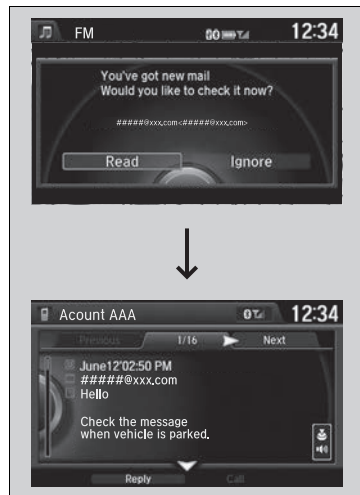 FM 12:34
You've got new mail
Would you like to check it now?
#####@xxx.com<#####@xxx.com>
Read Ignore
Acount AAA 12:34
Previous 1/16 Next
June12'02:50 PM
#####@xxx.com
Hello
Check the message
when vehicle is parked.
Reply Call